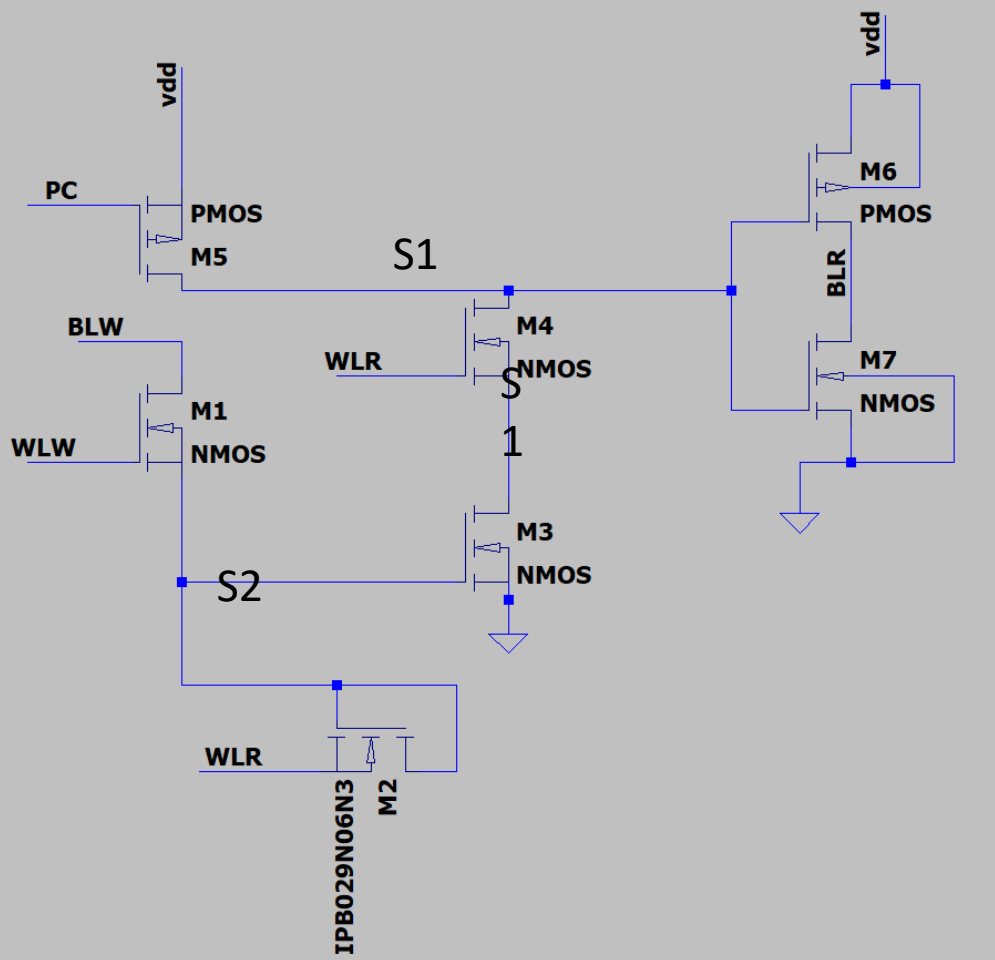 vdd
vdd
PC
PMOS
M5
M6
PMOS
S1
BLR
BLW
M4
WLR
NMOS
S
1
M7
NMOS
M1
WLW
NMOS
M3
NMOS
S2
WLR
M2
IPB029N06N3